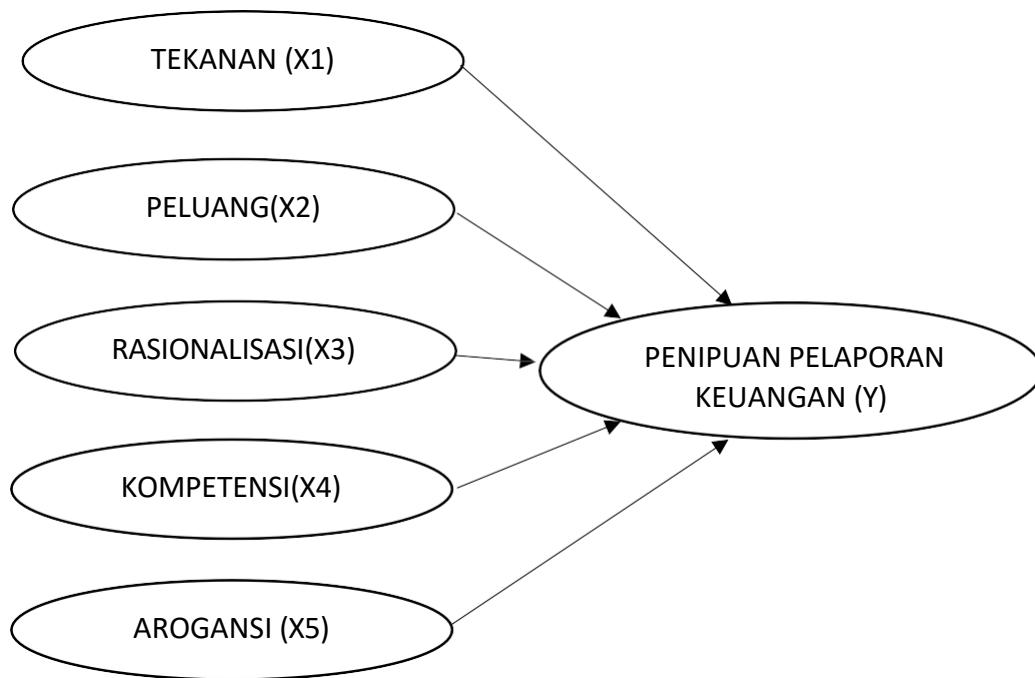 TEKANAN (X1)
PELUANG(X2)
RASIONALISASI(X3)
KOMPETENSI(X4)
AROGANSI (X5)
PENIPUAN PELAPORAN
KEUANGAN (Y)